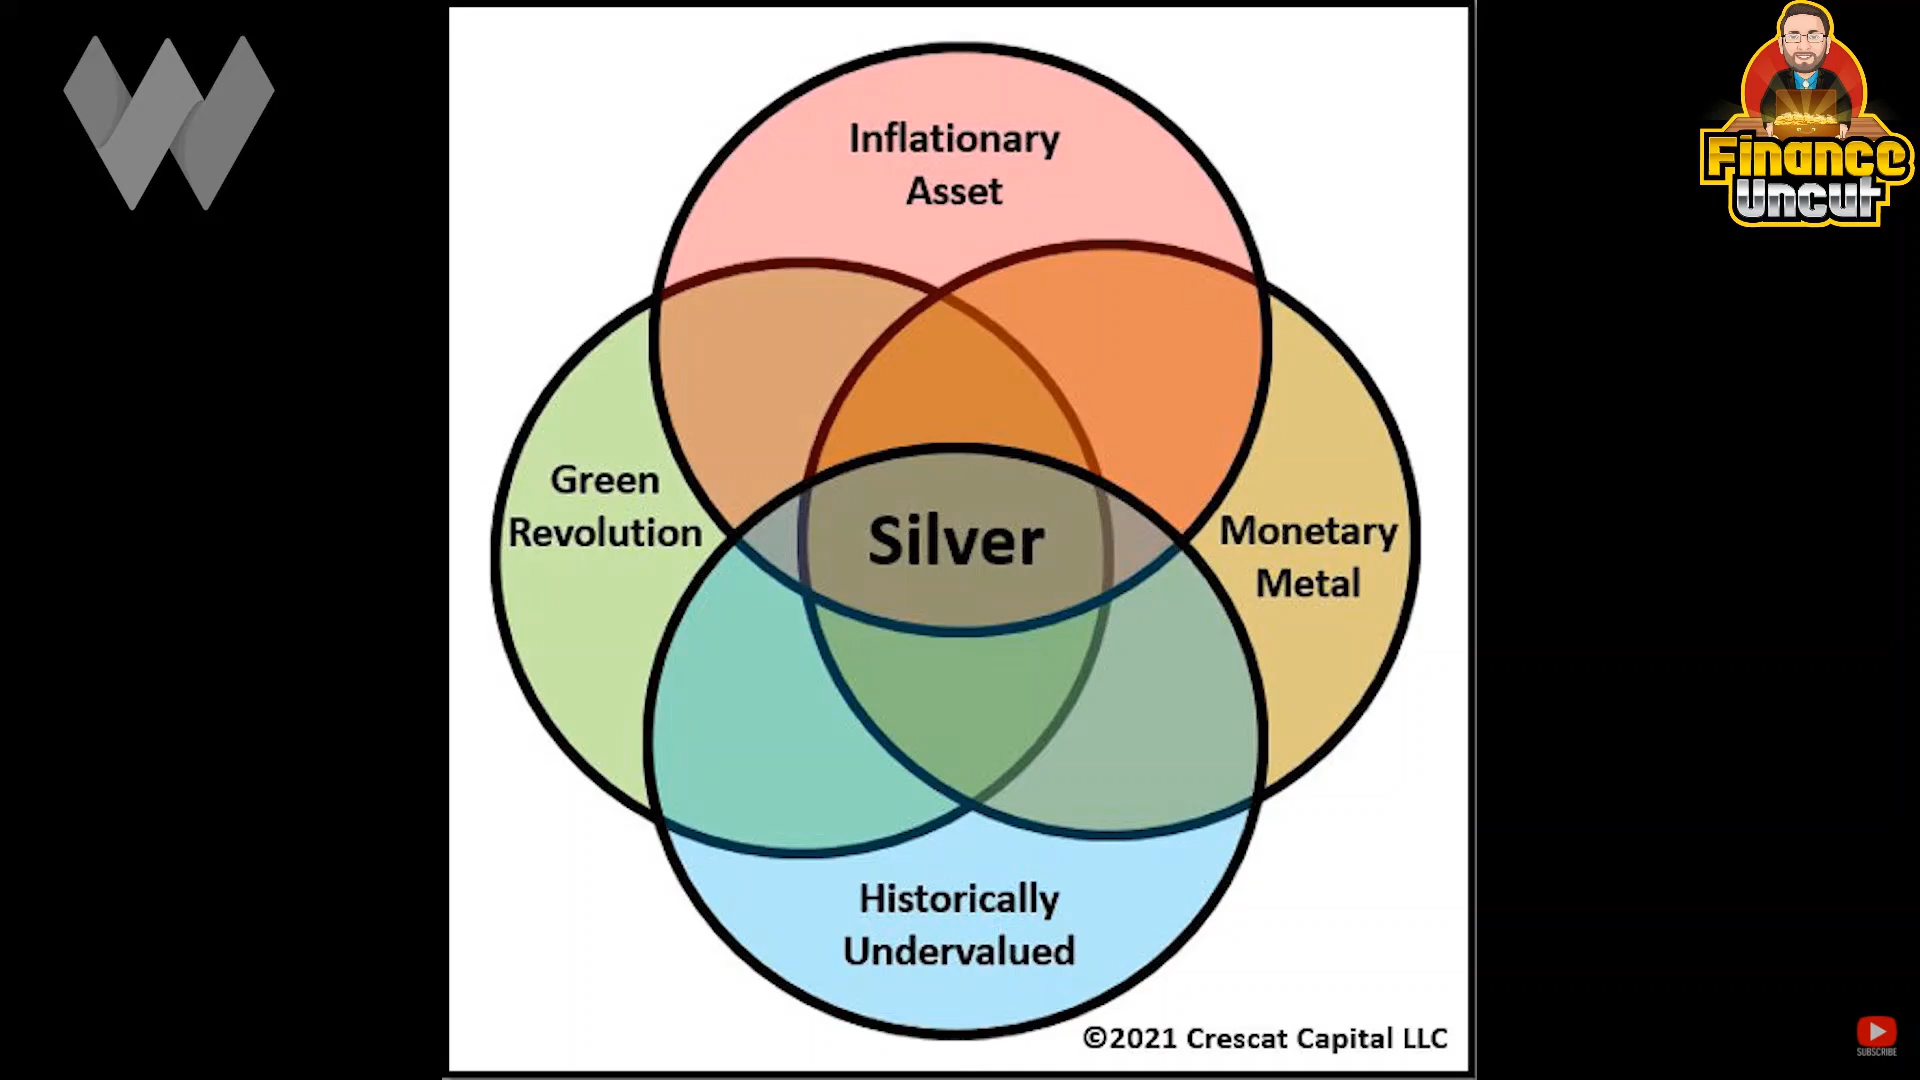 Inflationary
Asset
Finance
Uncut
Green
Revolution
Silver
Monetary
Metal
Historically
Undervalued
©2021 Crescat Capital LLC
SUBSCRIBE